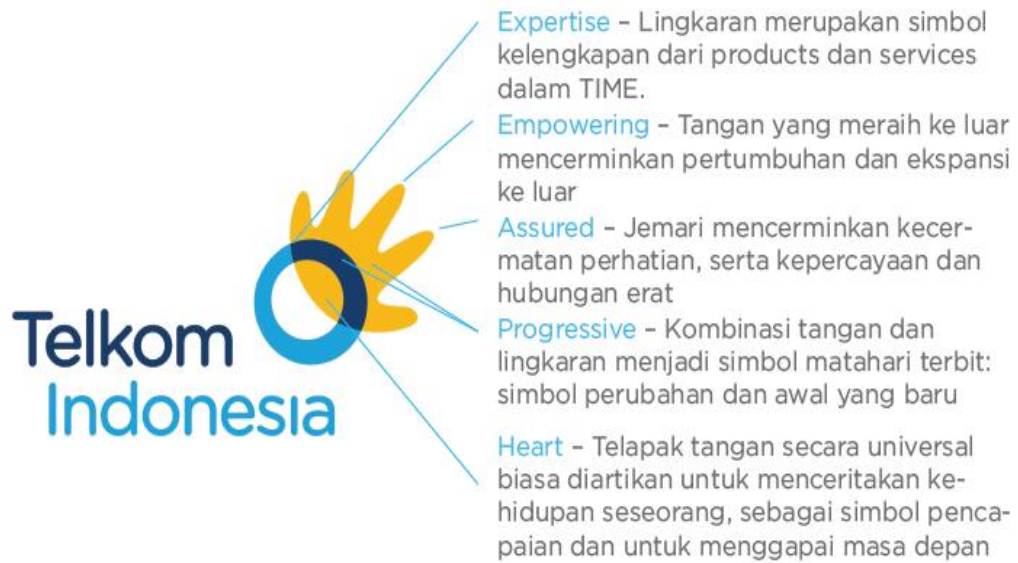 Expertise – Lingkaran merupakan simbol
kelengkapan dari products dan services
dalam TIME.
Empowering – Tangan yang meraih ke luar
mencerminkan pertumbuhan dan ekspansi
ke luar
Assured – Jemari mencerminkan kecer-
matan perhatian, serta kepercayaan dan
hubungan erat
Progressive – Kombinasi tangan dan
lingkaran menjadi simbol matahari terbit:
simbol perubahan dan awal yang baru
Heart – Telapak tangan secara universal
biasa diartikan untuk menceritakan ke-
hidupan seseorang, sebagai simbol penca-
paian dan untuk menggapai masa depan
Telkom
Indonesia